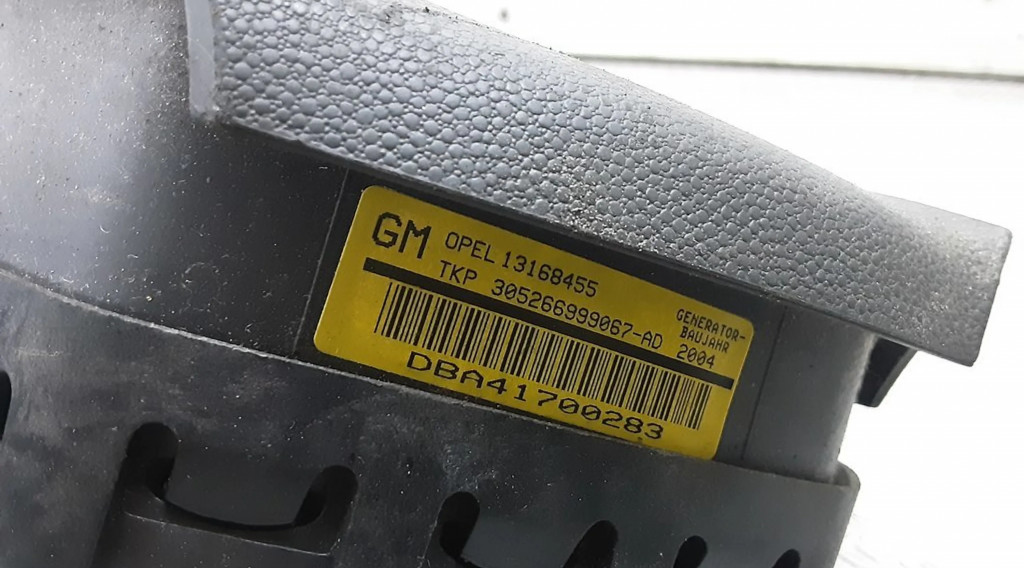 GM OPEL 13168455
TKP 305266999067-AD
GENERATOR-
BAUJAHR
2004
DBA41700283